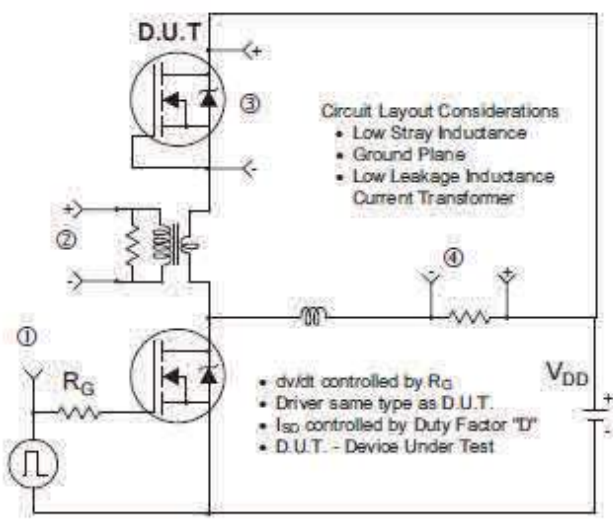 D.U.T
+
③
-
Circuit Layout Considerations
• Low Stray Inductance
• Ground Plane
• Low Leakage Inductance
Current Transformer
+
②
-
④
- +
①
RG
VDD
+
-
• dv/dt controlled by RG
• Driver same type as D.U.T.
• ISD controlled by Duty Factor "D"
• D.U.T. - Device Under Test